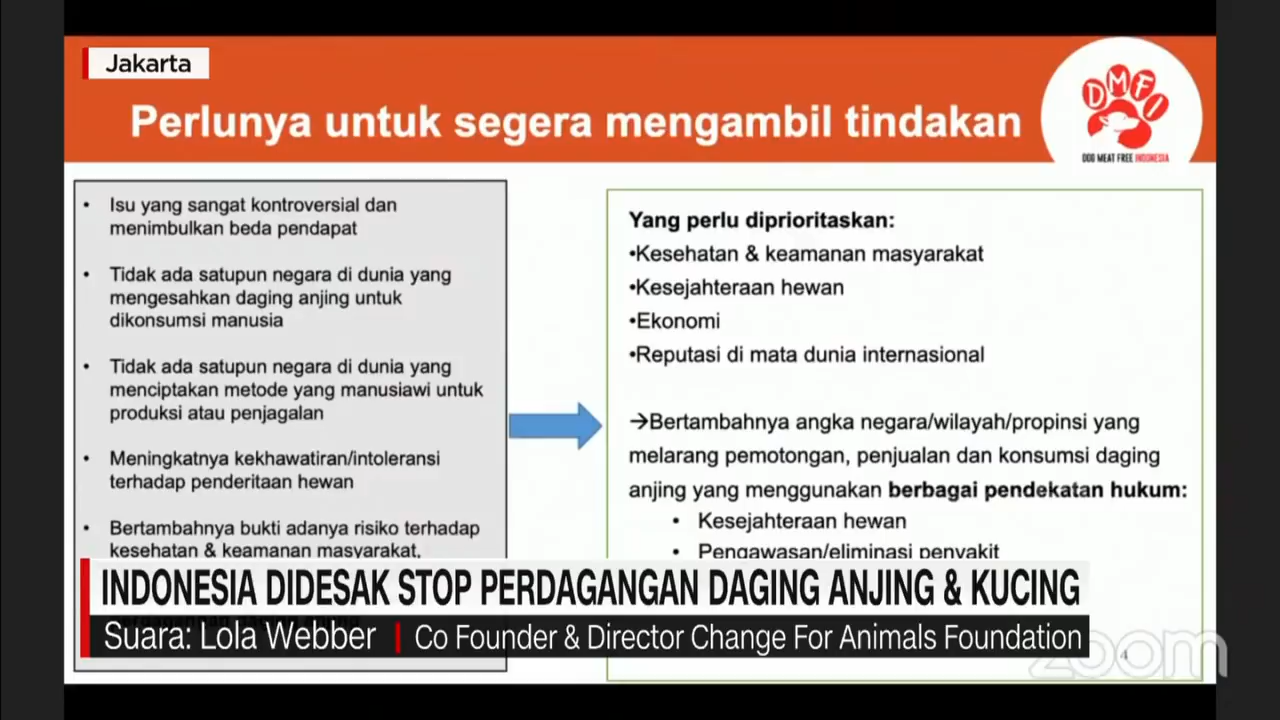 Jakarta
Perlunya untuk segera mengambil tindakan
DMFI
DOG MEAT FREE INDONESIA
• Isu yang sangat kontroversial dan
menimbulkan beda pendapat
• Tidak ada satupun negara di dunia yang
mengesahkan daging anjing untuk
dikonsumsi manusia
• Tidak ada satupun negara di dunia yang
menciptakan metode yang manusiawi untuk
produksi atau penjagalan
• Meningkatnya kekhawatiran/intoleransi
terhadap penderitaan hewan
• Bertambahnya bukti adanya risiko terhadap
kesehatan & keamanan masyarakat,
Yang perlu diprioritaskan:
•Kesehatan & keamanan masyarakat
•Kesejahteraan hewan
•Ekonomi
•Reputasi di mata dunia internasional
→Bertambahnya angka negara/wilayah/propinsi yang
melarang pemotongan, penjualan dan konsumsi daging
anjing yang menggunakan berbagai pendekatan hukum:
• Kesejahteraan hewan
• Pengawasan/eliminasi penyakit
INDONESIA DIDESAK STOP PERDAGANGAN DAGING ANJING & KUCING
Suara: Lola Webber | Co Founder & Director Change For Animals Foundation
4
zoom